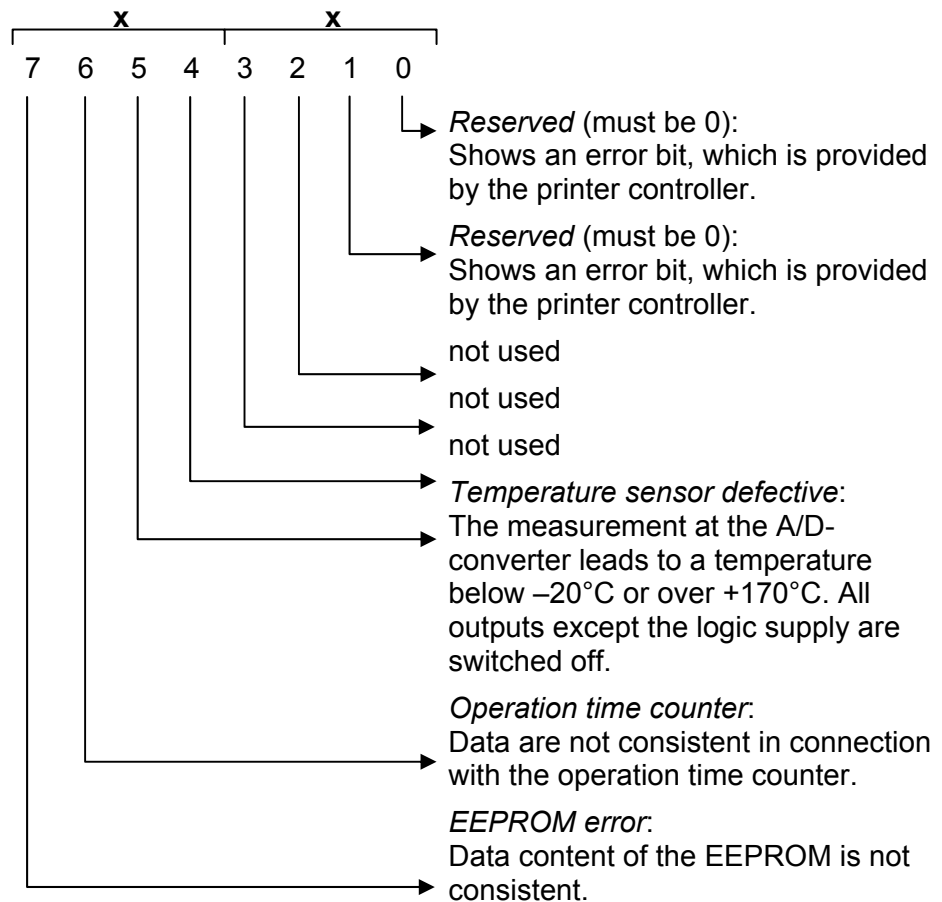 x x
7 6 5 4 3 2 1 0
Reserved (must be 0):
Shows an error bit, which is provided
by the printer controller.
Reserved (must be 0):
Shows an error bit, which is provided
by the printer controller.
not used
not used
not used
Temperature sensor defective:
The measurement at the A/D-
converter leads to a temperature
below –20°C or over +170°C. All
outputs except the logic supply are
switched off.
Operation time counter:
Data are not consistent in connection
with the operation time counter.
EEPROM error:
Data content of the EEPROM is not
consistent.